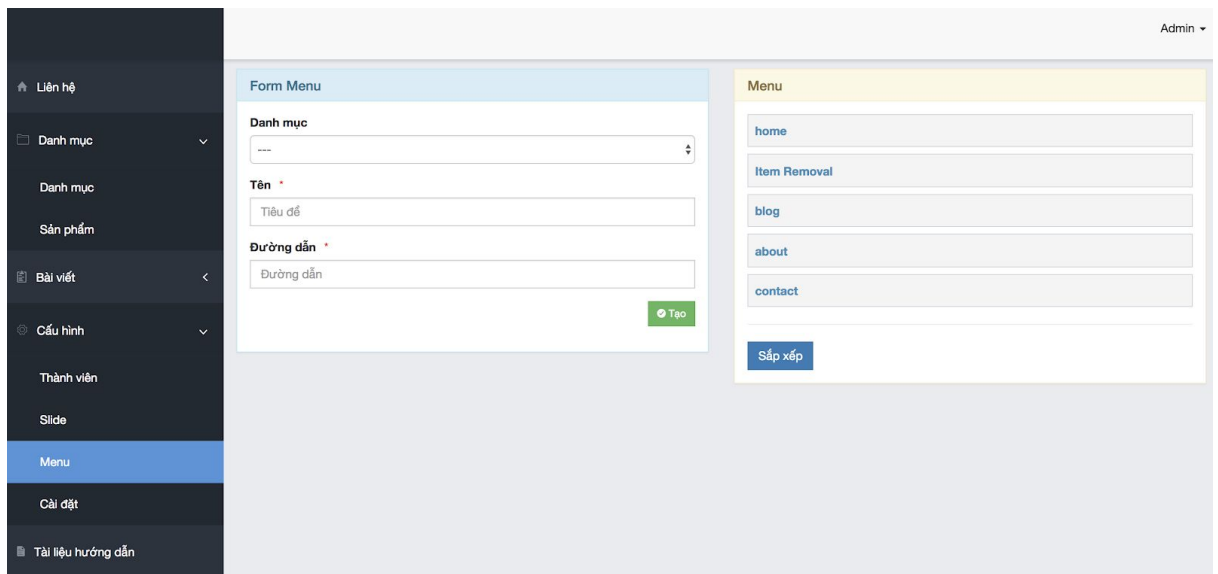 Admin
Liên hệ
Danh mục
Danh mục
Sản phẩm
Bài viết
Cấu hình
Thành viên
Slide
Menu
Cài đặt
Tài liệu hướng dẫn
Form Menu
Danh mục
---
Tên *
Tiêu đề
Đường dẫn *
Đường dẫn
Tạo
Menu
home
Item Removal
blog
about
contact
Sắp xếp